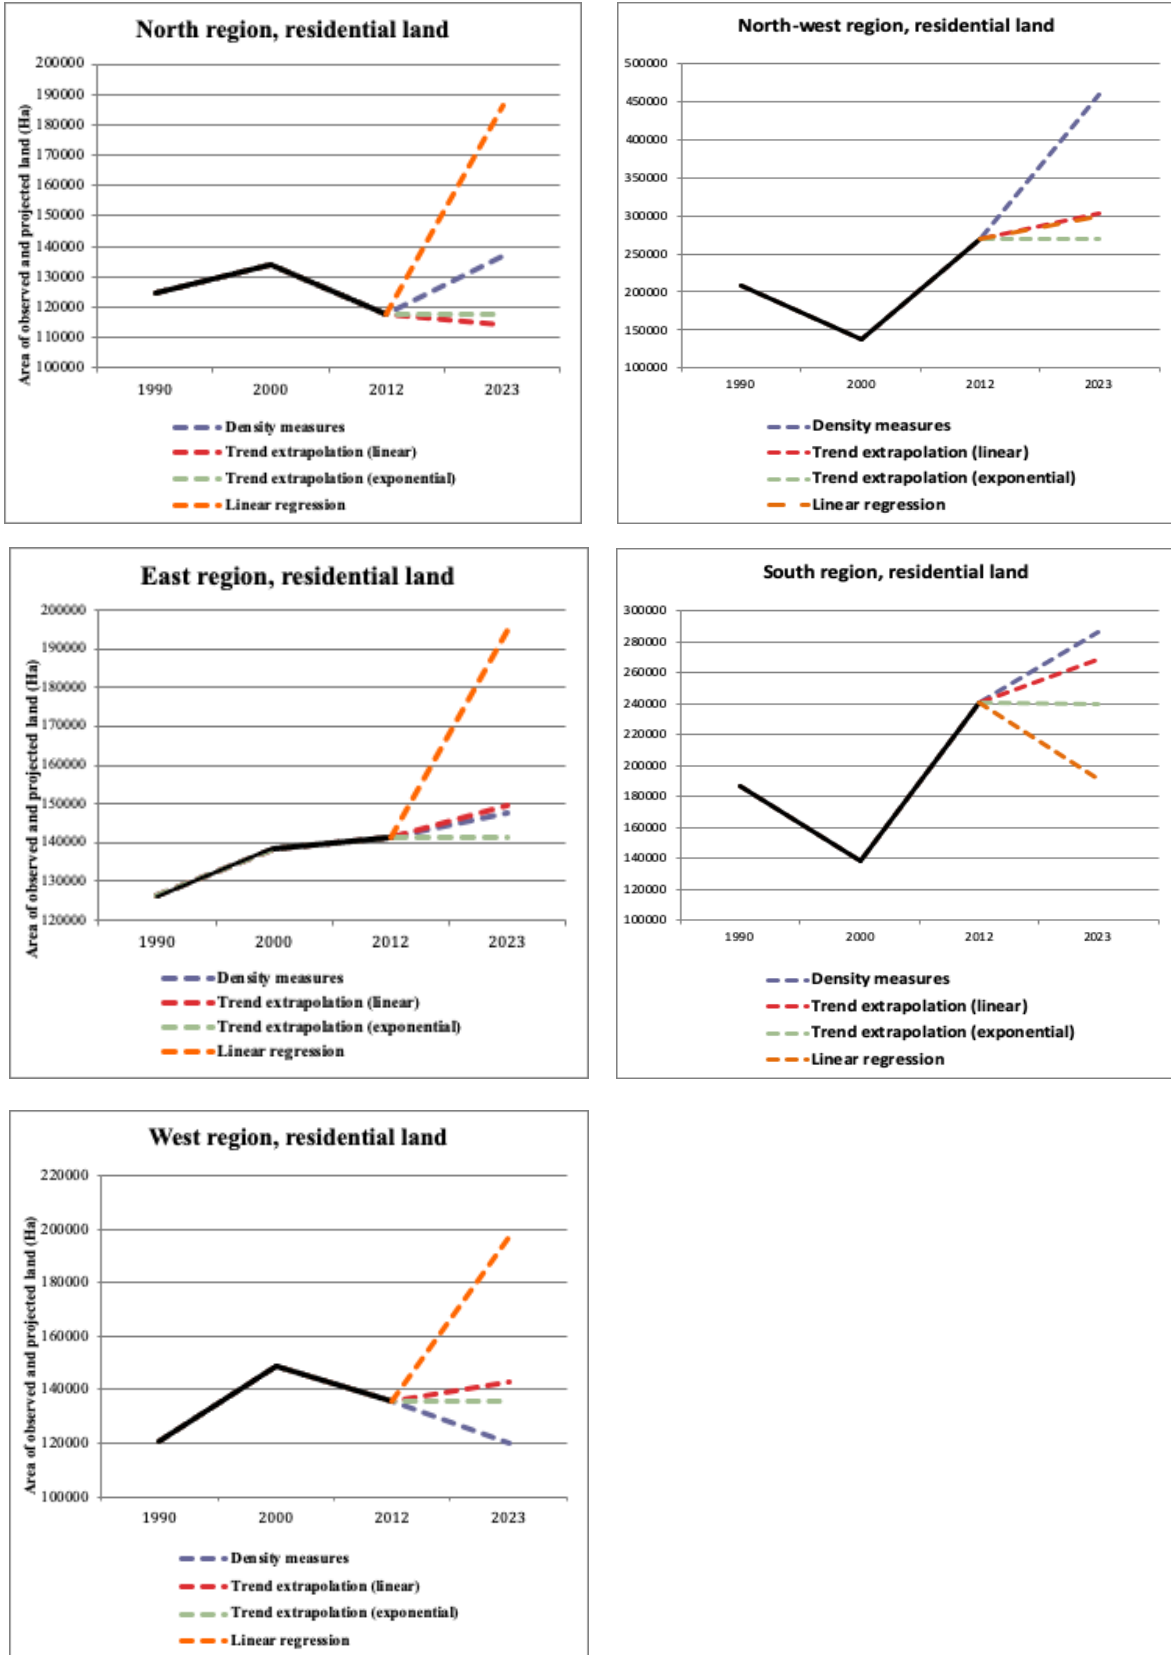 North region, residential land
Area of observed and projected land (Ha)
200000
190000
180000
170000
160000
150000
140000
130000
120000
110000
100000
1990 2000 2012 2023
Density measures
Trend extrapolation (linear)
Trend extrapolation (exponential)
Linear regression
North-west region, residential land
500000
450000
400000
350000
300000
250000
200000
150000
100000
1990 2000 2012 2023
Density measures
Trend extrapolation (linear)
Trend extrapolation (exponential)
Linear regression
East region, residential land
Area of observed and projected land (Ha)
200000
190000
180000
170000
160000
150000
140000
130000
120000
1990 2000 2012 2023
Density measures
Trend extrapolation (linear)
Trend extrapolation (exponential)
Linear regression
South region, residential land
300000
280000
260000
240000
220000
200000
180000
160000
140000
120000
100000
1990 2000 2012 2023
Density measures
Trend extrapolation (linear)
Trend extrapolation (exponential)
Linear regression
West region, residential land
Area of observed and projected land (Ha)
220000
200000
180000
160000
140000
120000
100000
1990 2000 2012 2023
Density measures
Trend extrapolation (linear)
Trend extrapolation (exponential)
Linear regression